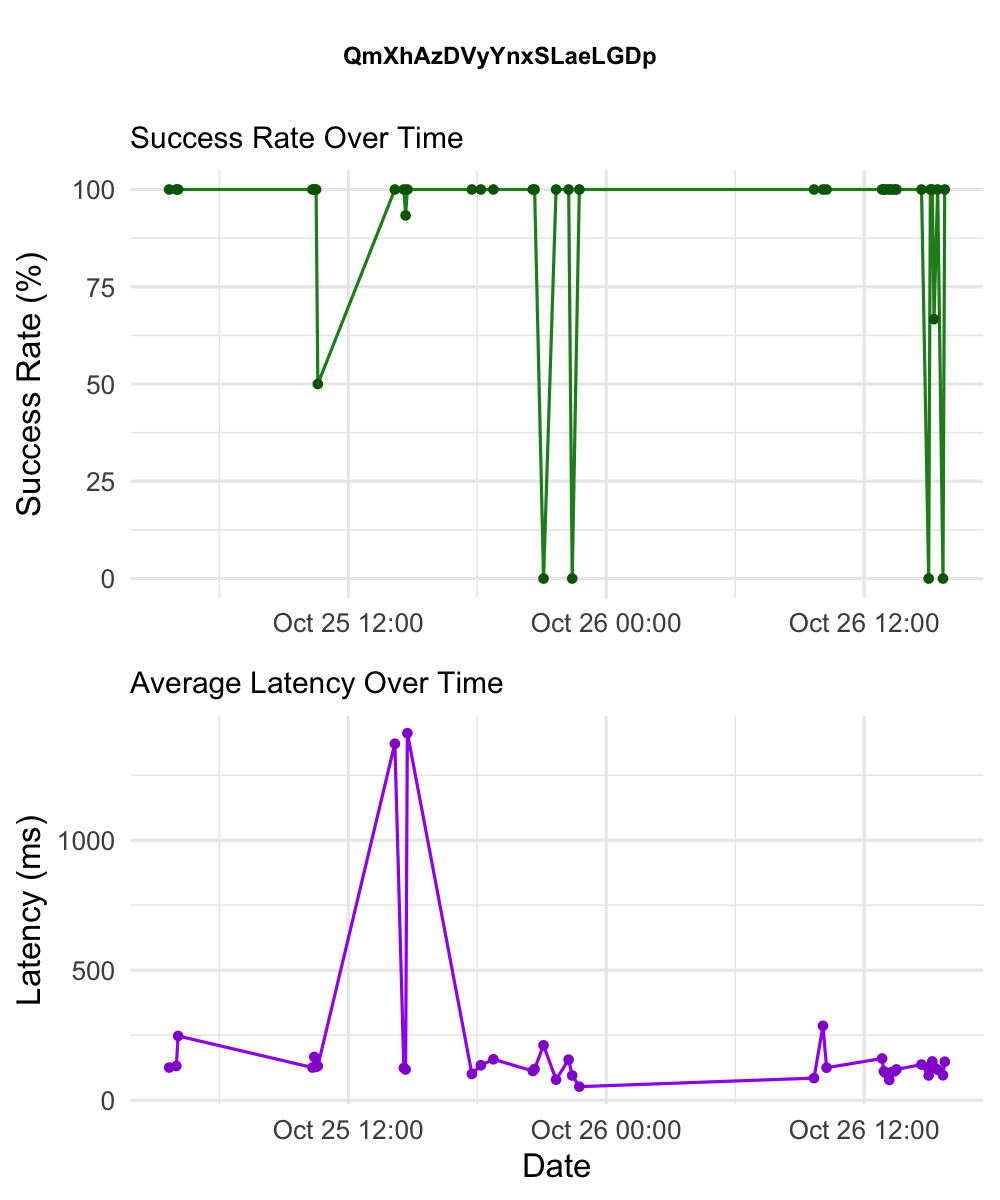 QmXhAzDVyYnxSLaeLGDp
Success Rate Over Time
Success Rate (%)
100
75
50
25
0
Oct 25 12:00 Oct 26 00:00 Oct 26 12:00
Average Latency Over Time
Latency (ms)
1000
500
0
Oct 25 12:00 Oct 26 00:00 Oct 26 12:00
Date